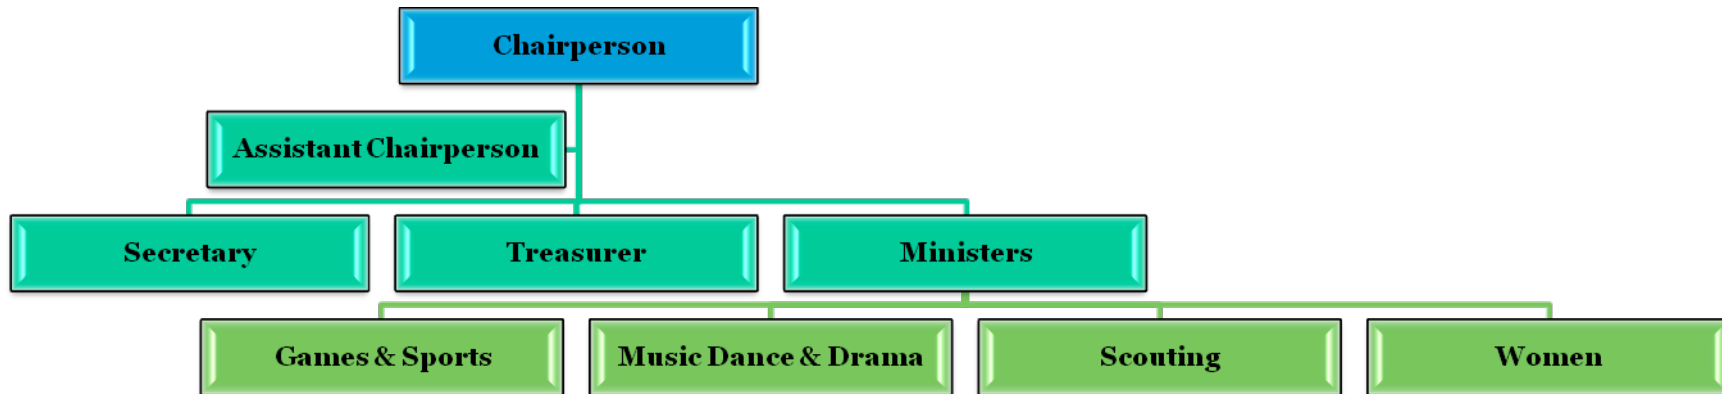 Chairperson
Assistant Chairperson
Secretary
Treasurer
Ministers
Games & Sports
Music Dance & Drama
Scouting
Women